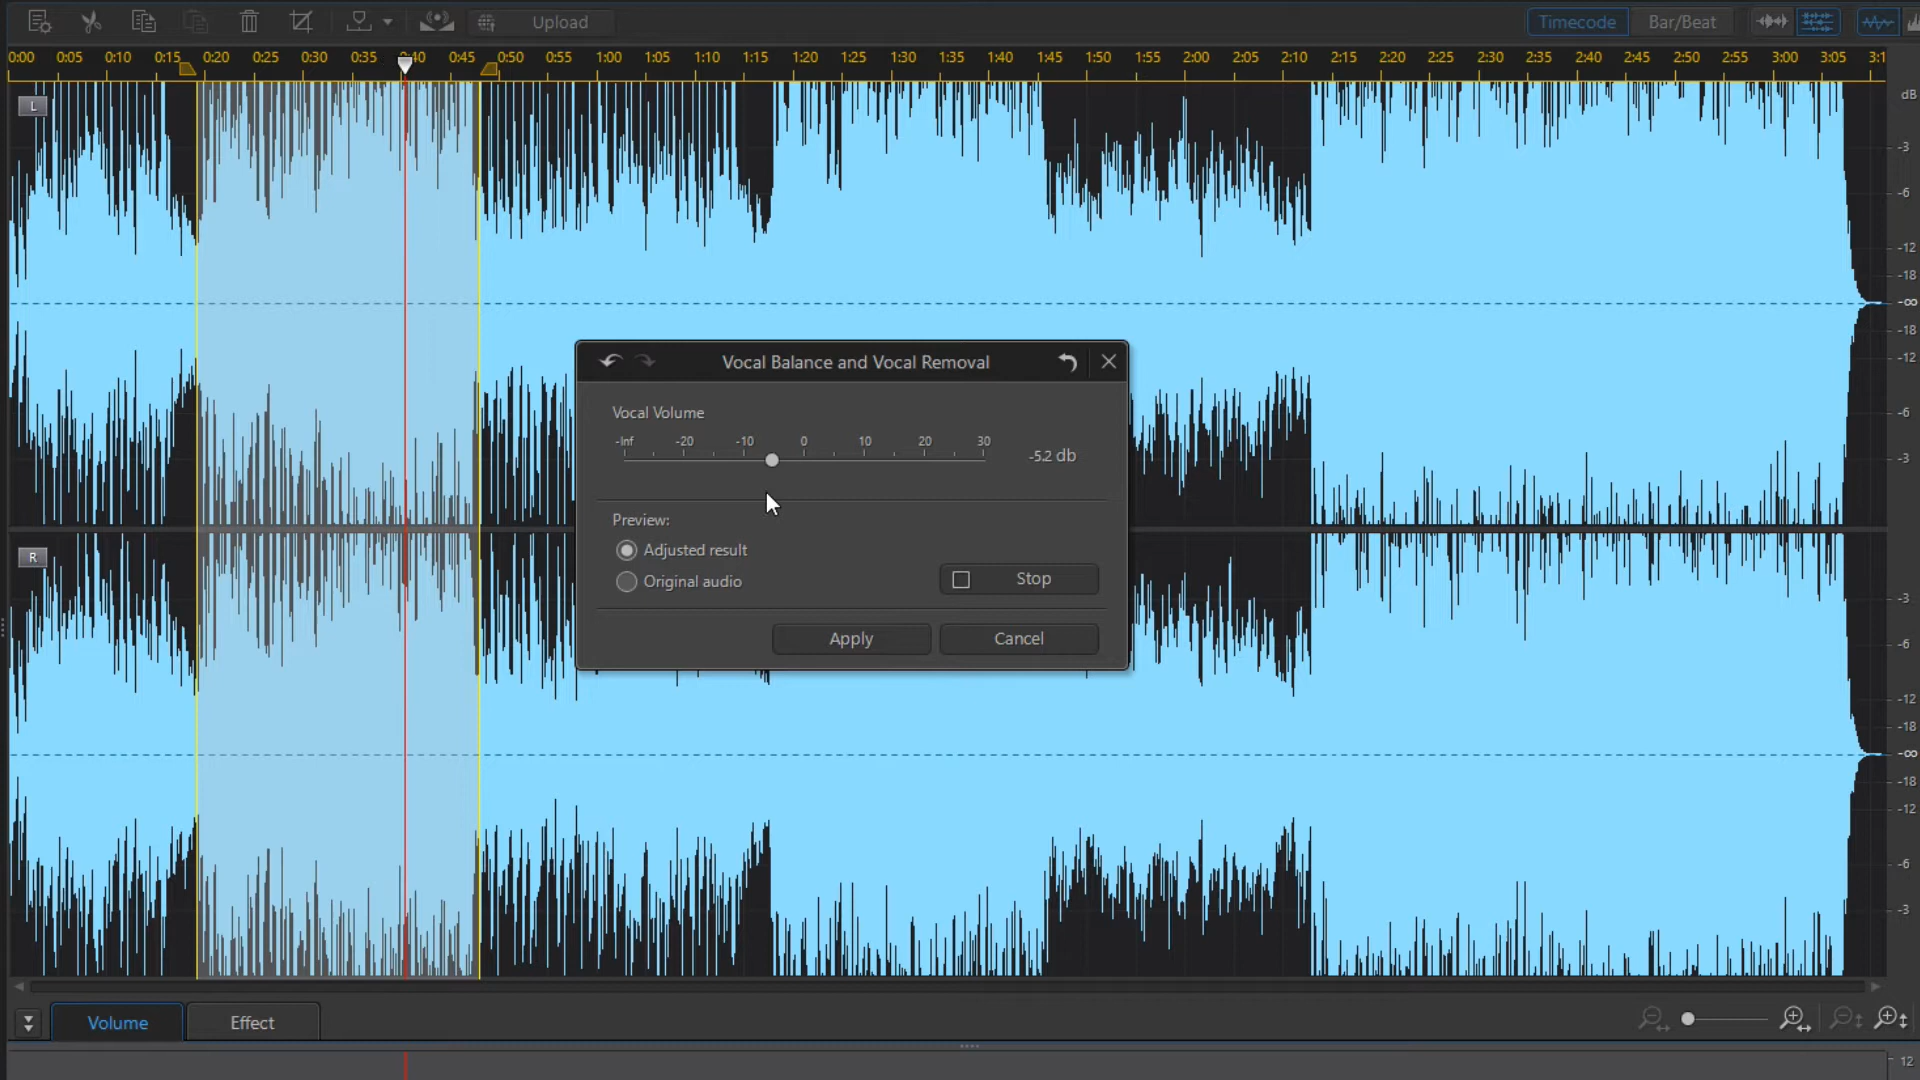 Upload
Timecode Bar/Beat
0:00 0:05 0:10 0:15 0:20 0:25 0:30 0:35 0:40 0:45 0:50 0:55 1:00 1:05 1:10 1:15 1:20 1:25 1:30 1:35 1:40 1:45 1:50 1:55 2:00 2:05 2:10 2:15 2:20 2:25 2:30 2:35 2:40 2:45 2:50 2:55 3:00 3:05 3:1
L
dB
-3
-6
-12
-18
-∞
-18
-12
-6
-3
Vocal Balance and Vocal Removal
Vocal Volume
-Inf -20 -10 0 10 20 30
-5.2 db
Preview:
Adjusted result
Original audio
Stop
Apply Cancel
R
-3
-6
-12
-18
-∞
-18
-12
-6
-3
Volume Effect
12